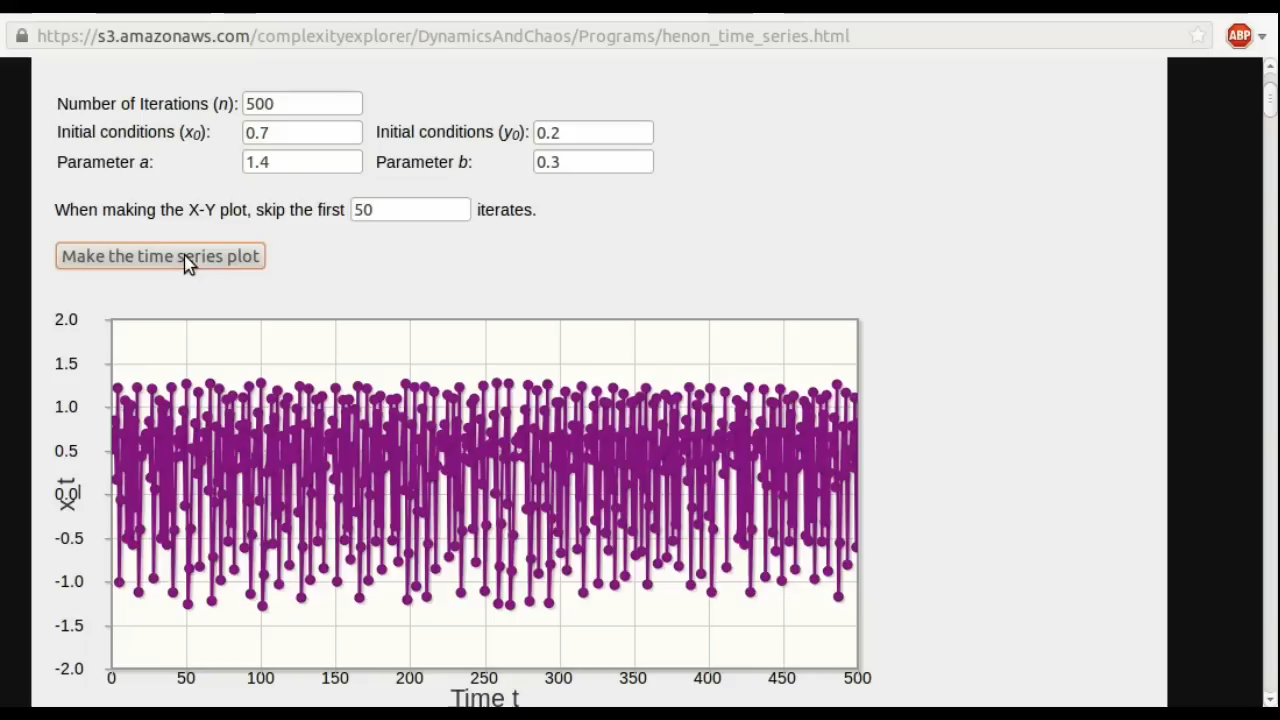 https://s3.amazonaws.com/complexityexplorer/DynamicsAndChaos/Programs/henon_time_series.html
ABP
Number of Iterations (n): 500
Initial conditions (x0): 0.7 Initial conditions (y0): 0.2
Parameter a: 1.4 Parameter b: 0.3
When making the X-Y plot, skip the first 50 iterates.
Make the time series plot
2.0
1.5
1.0
0.5
0.0
-0.5
-1.0
-1.5
-2.0
0 50 100 150 200 250 300 350 400 450 500
Time t